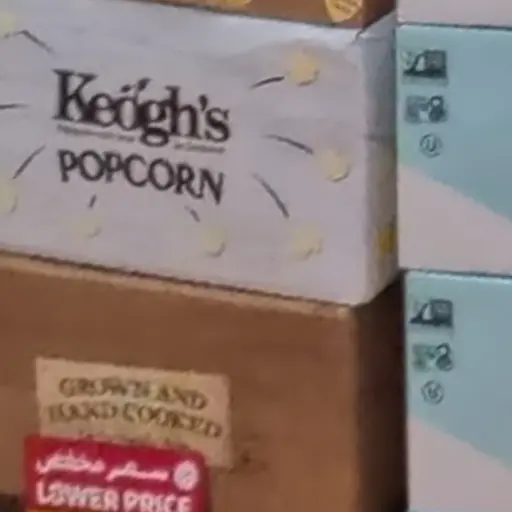 Keogh's
POPCORN
GROWN AND
HAND COOKED
سعر مخفض
LOWER PRICE